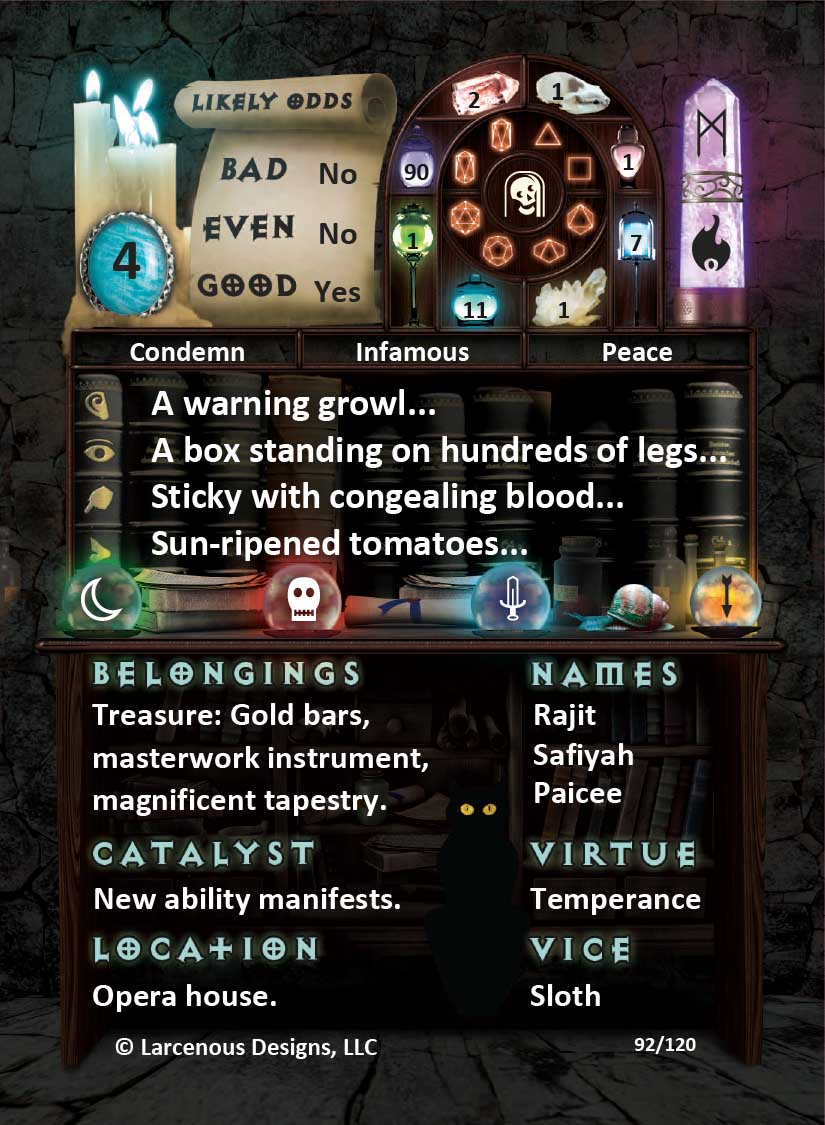 LIKELY ODDS
BAD No
EVEN No
GOOD Yes
4
2
1
90
1
1
7
11
1
Condemn Infamous Peace
A warning growl...
A box standing on hundreds of legs...
Sticky with congealing blood...
Sun-ripened tomatoes...
BELONGINGS
Treasure: Gold bars,
masterwork instrument,
magnificent tapestry.
NAMES
Rajit
Safiyah
Paicee
CATALYST
New ability manifests.
VIRTUE
Temperance
LOCATION
Opera house.
VICE
Sloth
© Larcenous Designs, LLC
92/120